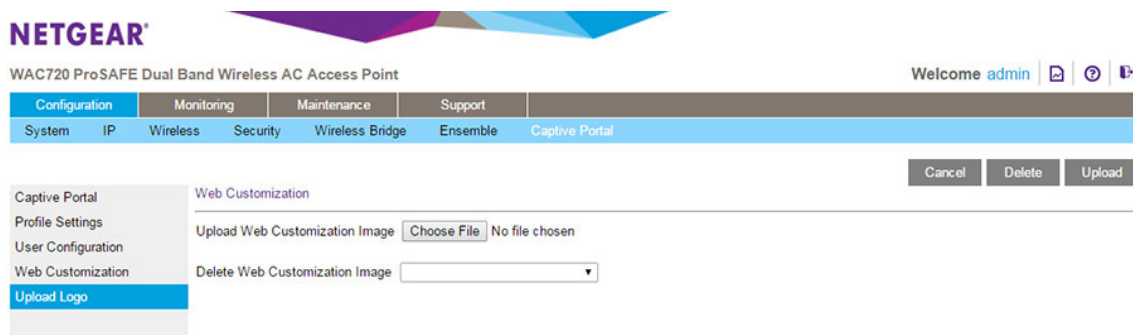 NETGEAR®
WAC720 ProSAFE Dual Band Wireless AC Access Point
Welcome admin
Configuration Monitoring Maintenance Support
System IP Wireless Security Wireless Bridge Ensemble Captive Portal
Cancel Delete Upload
Captive Portal
Profile Settings
User Configuration
Web Customization
Upload Logo
Web Customization
Upload Web Customization Image Choose File No file chosen
Delete Web Customization Image